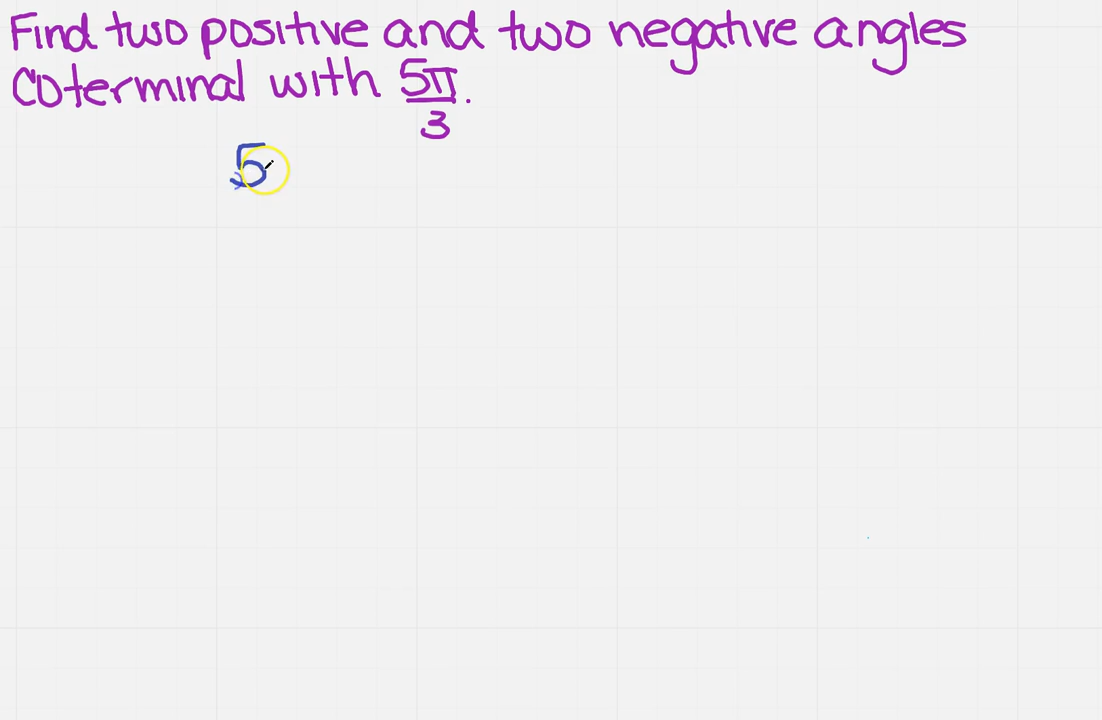 Find two positive and two negative angles
Coterminal with 5π/3.
5